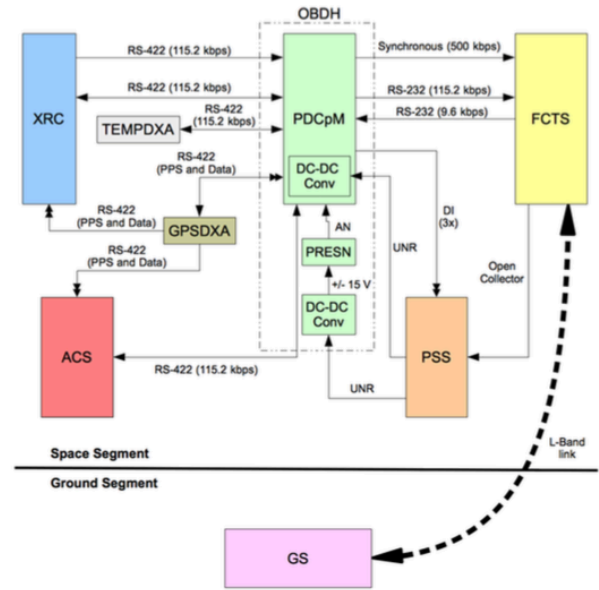 OBDH
RS-422 (115.2 kbps)
Synchronous (500 kbps)
RS-422 (115.2 kbps)
RS-232 (115.2 kbps)
RS-422
(115.2 kbps)
RS-232 (9.6 kbps)
XRC
TEMPDXA
PDCpM
FCTS
RS-422
(PPS and Data)
DC-DC
Conv
RS-422
(PPS and Data)
GPSDXA
AN
DI
(3x)
UNR
PRESN
RS-422
(PPS and Data)
Open
Collector
+/- 15 V
DC-DC
Conv
ACS
PSS
RS-422 (115.2 kbps)
UNR
Space Segment
L-Band
link
Ground Segment
GS